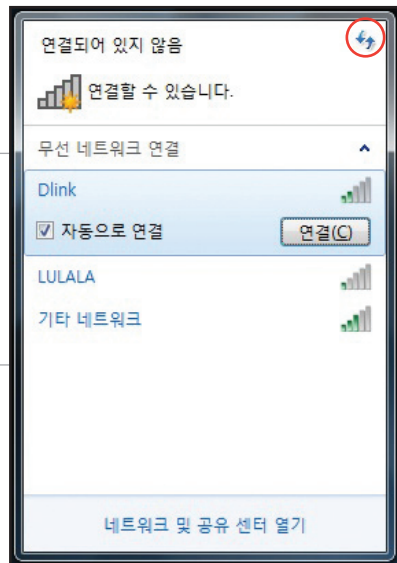 연결되어 있지 않음
연결할 수 있습니다.
무선 네트워크 연결
Dlink
자동으로 연결
연결(C)
LULALA
기타 네트워크
네트워크 및 공유 센터 열기